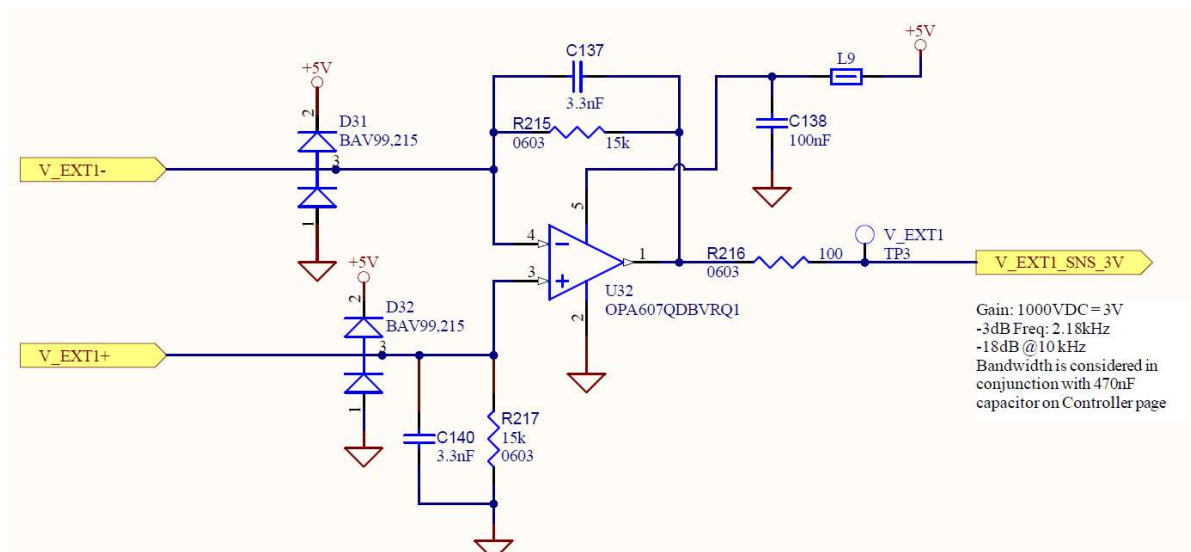 +5V
C137
L9
+5V
3.3nF
2
D31
BAV99,215
R215
0603
15k
C138
100nF
V_EXT1-
3
1
5
4
V_EXT1
TP3
+5V
3
1
R216
0603
100
V_EXT1_SNS_3V
2
D32
BAV99,215
U32
OPA607QDBVRQ1
2
Gain: 1000VDC = 3V
-3dB Freq: 2.18kHz
-18dB @10 kHz
Bandwidth is considered in
conjunction with 470nF
capacitor on Controller page
V_EXT1+
3
1
C140
3.3nF
R217
15k
0603